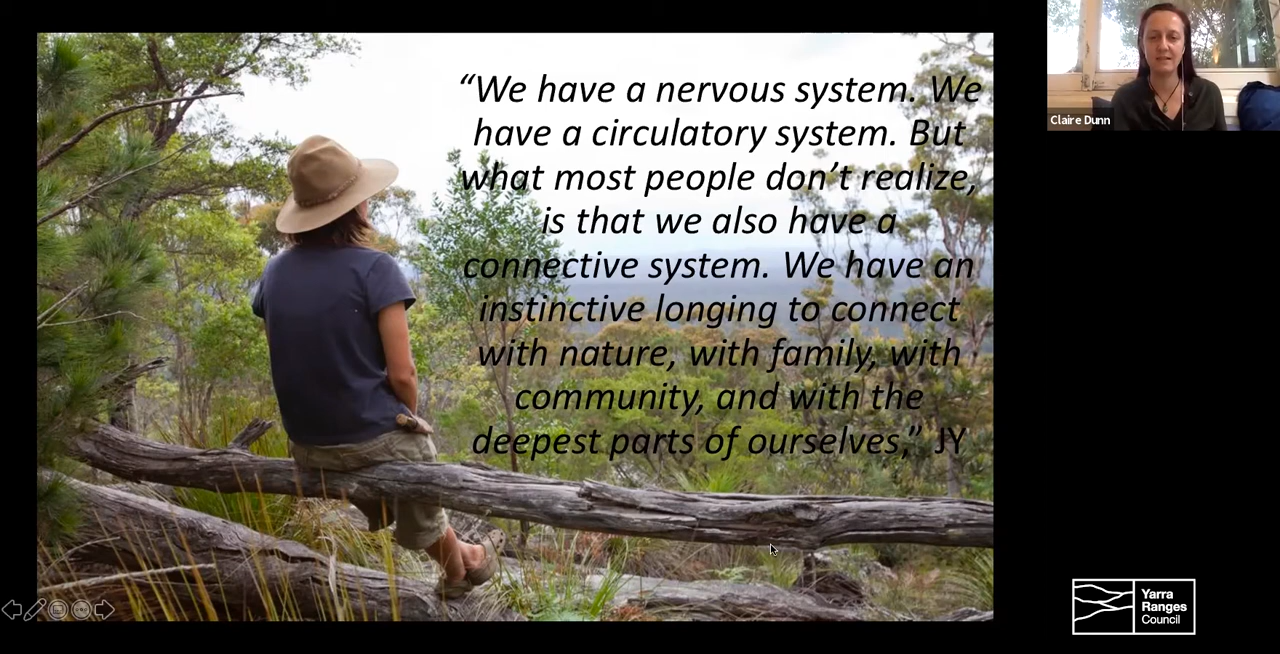 “We have a nervous system. We
have a circulatory system. But
what most people don’t realize,
is that we also have a
connective system. We have an
instinctive longing to connect
with nature, with family, with
community, and with the
deepest parts of ourselves,” JY
Claire Dunn
Yarra
Ranges
Council